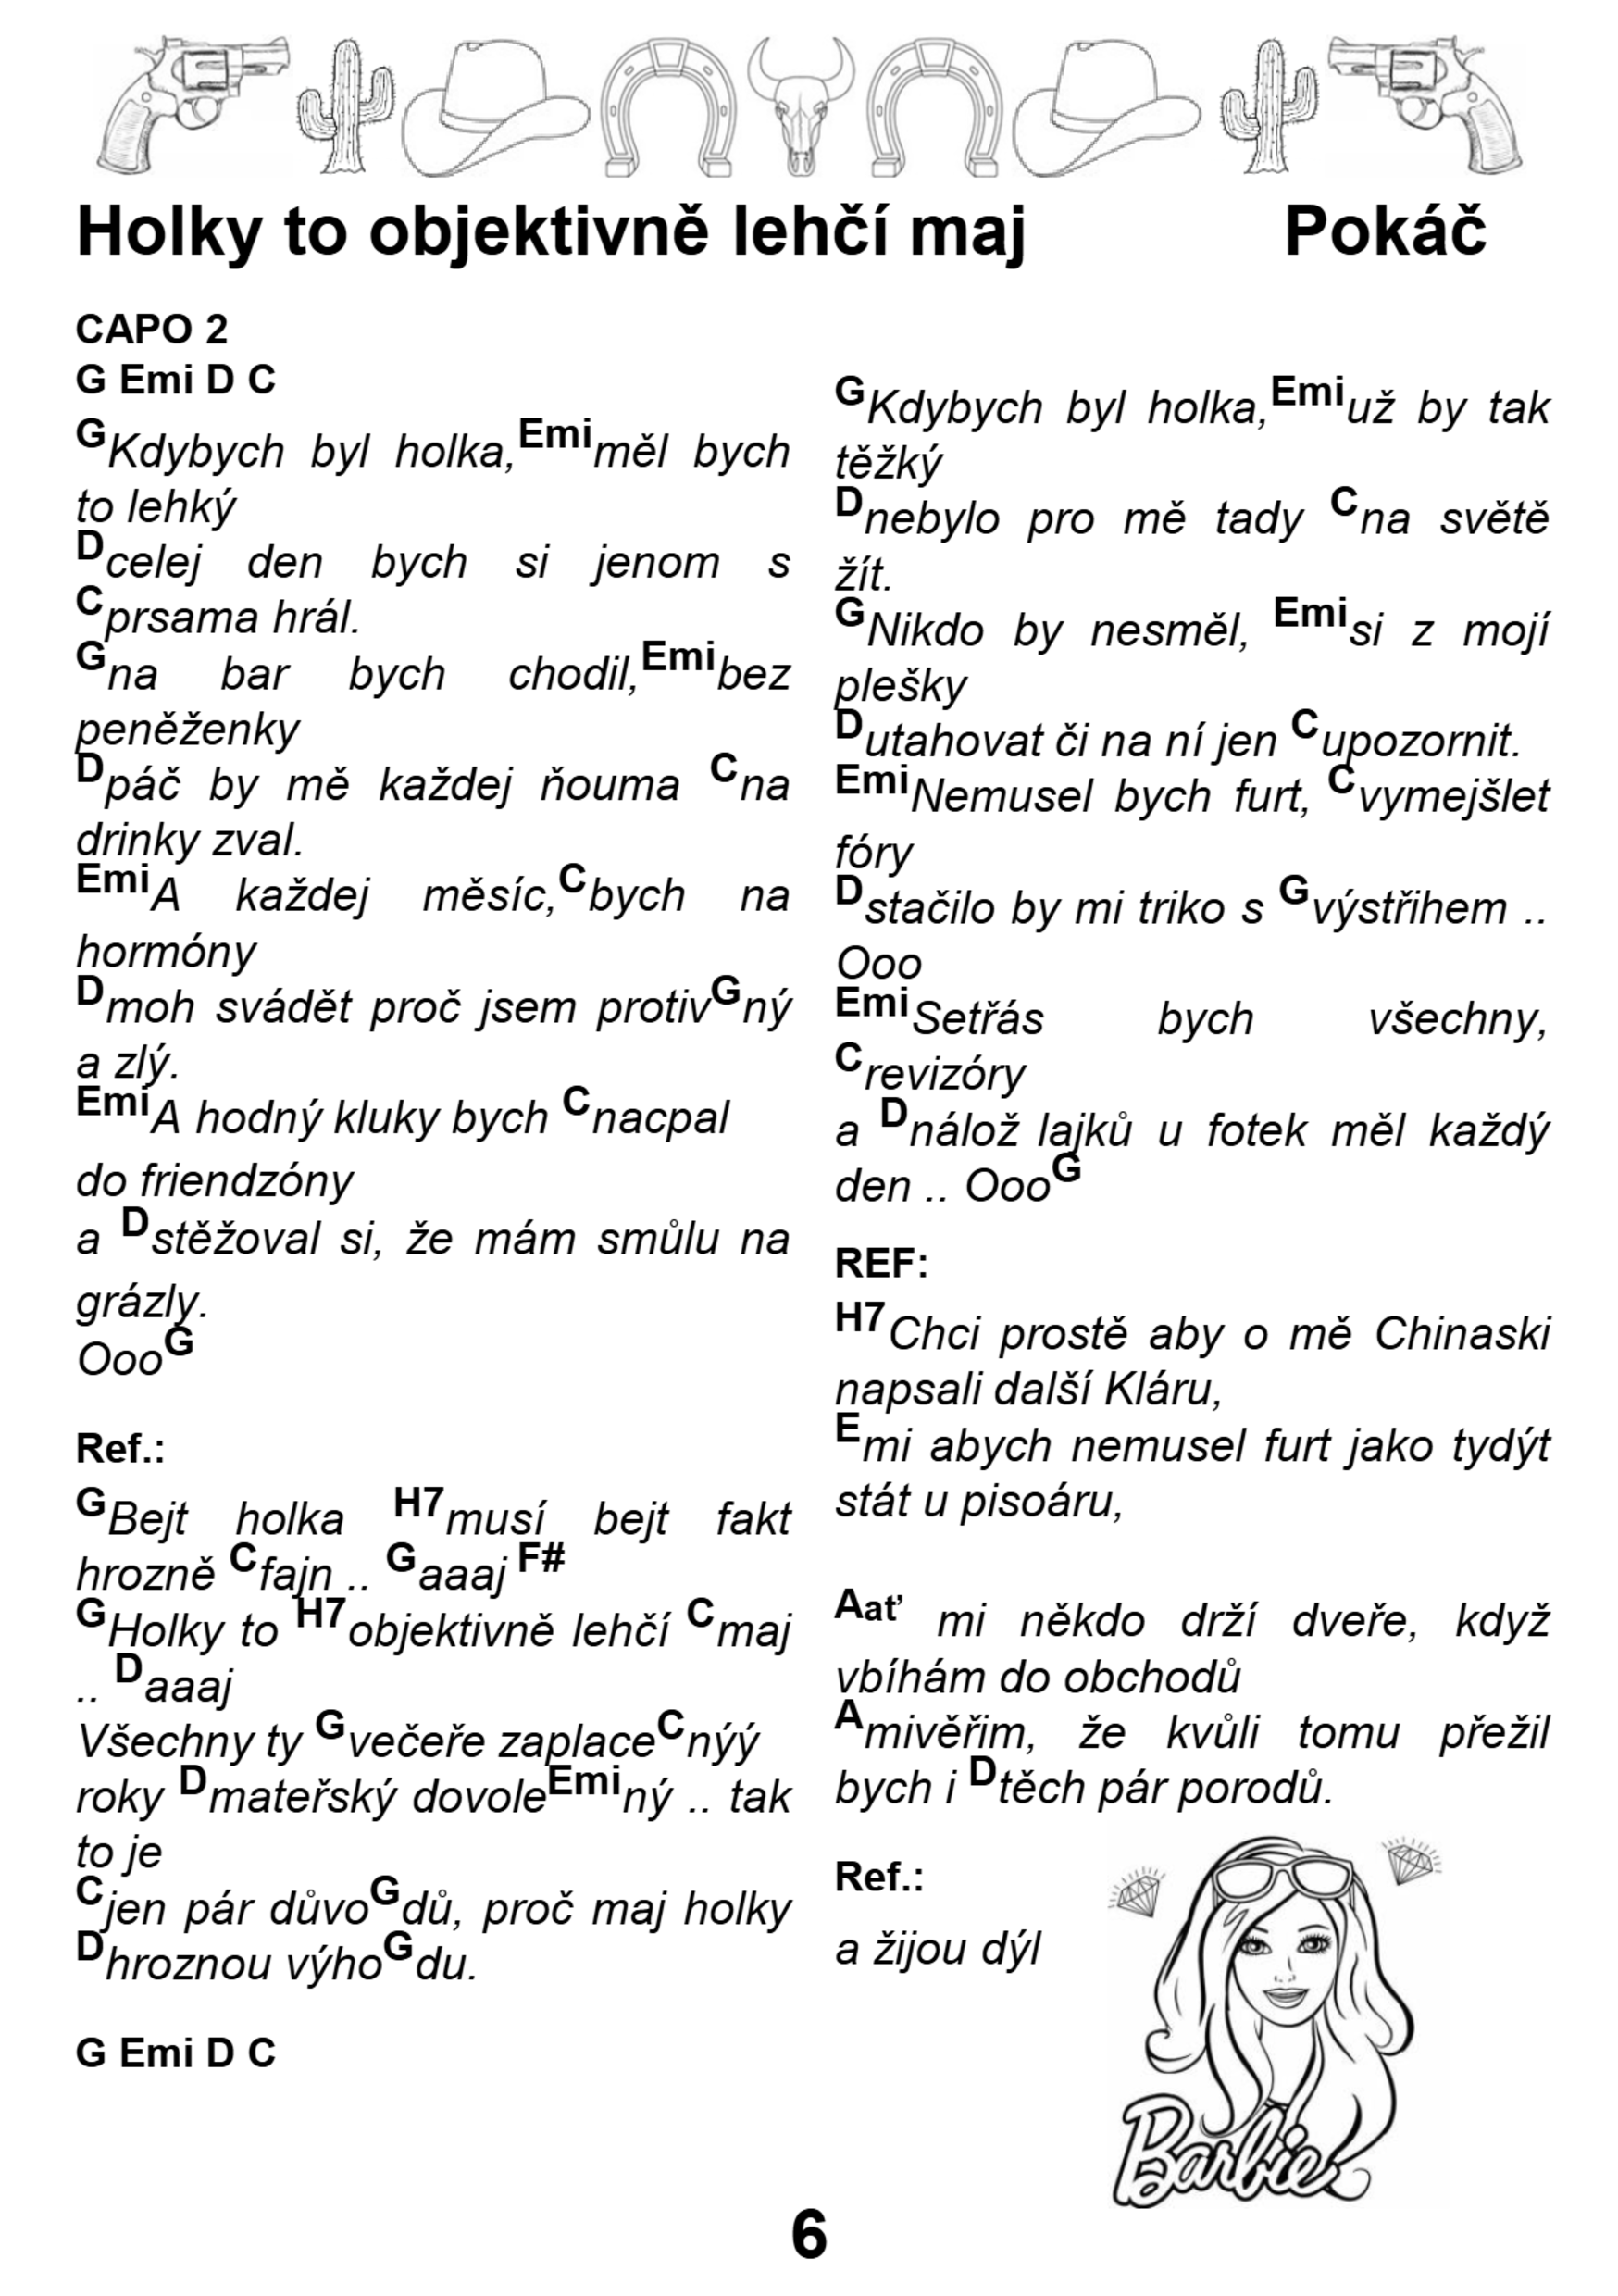 Holky to objektivně lehčí maj Pokáč
CAPO 2
G Emi D C
GKdybych byl holka,Emiměl bych
to lehký
Dcelej den bych si jenom s
Cprsama hrál.
Gna bar bych chodil,Emibez
peněženky
Dpáč by mě každej ňouma Cna
drinky zval.
EmiA každej měsíc,Cbych na
hormóny
Dmoh svádět proč jsem protivGný
a zlý.
EmiA hodný kluky bych Cnacpal
do friendzóny
a Dstěžoval si, že mám smůlu na
grázly.
OooG
Ref.:
GBejt holka H7musí bejt fakt
hrozně Cfajn .. Gaaaj F#
GHolky to H7objektivně lehčí Cmaj
.. Daaaj
Všechny ty Gvečeře zaplaceCnýý
roky Dmateřský dovoleEminý .. tak
to je
Cjen pár důvoGdů, proč maj holky
Dhroznou výhoGdu.
G Emi D C
GKdybych byl holka,Emiuž by tak
těžký
Dnebylo pro mě tady Cna světě
žít.
GNikdo by nesměl, Emisi z mojí
plešky
Dutahovat či na ní jen Cupozornit.
EmiNemusel bych furt, Cvymejšlet
fóry
Dstačilo by mi triko s Gvýstřihem ..
Ooo
EmiSetřás bych všechny,
Crevizóry
a Dnálož lajků u fotek měl každý
den .. OooG
REF:
H7Chci prostě aby o mě Chinaski
napsali další Kláru,
Emi abych nemusel furt jako tydýt
stát u pisoáru,
Aať mi někdo drží dveře, když
vbíhám do obchodů
Amivěřim, že kvůli tomu přežil
bych i Dtěch pár porodů.
Ref.:
a žijou dýl
Barbie
6